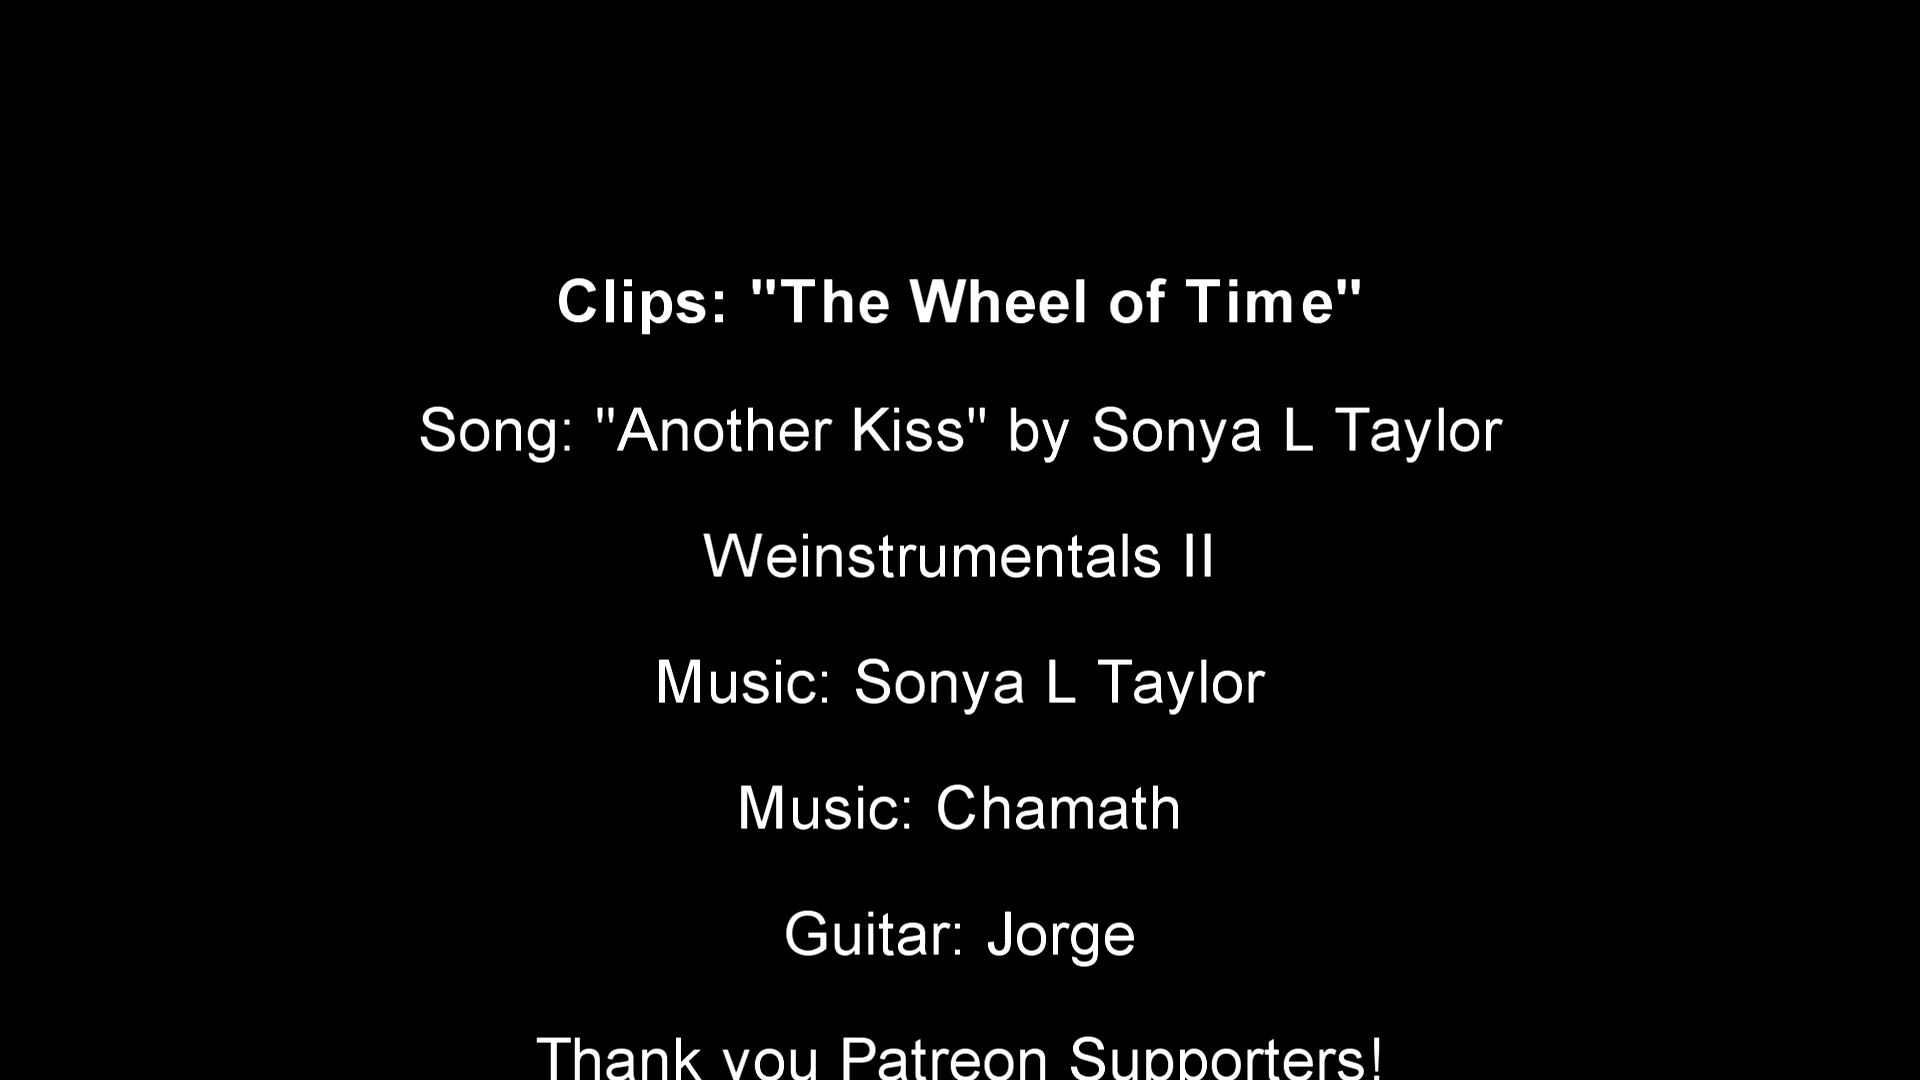 Clips: "The Wheel of Time"
Song: "Another Kiss" by Sonya L Taylor
Weinstrumentals II
Music: Sonya L Taylor
Music: Chamath
Guitar: Jorge
Thank you Patreon Supporters!